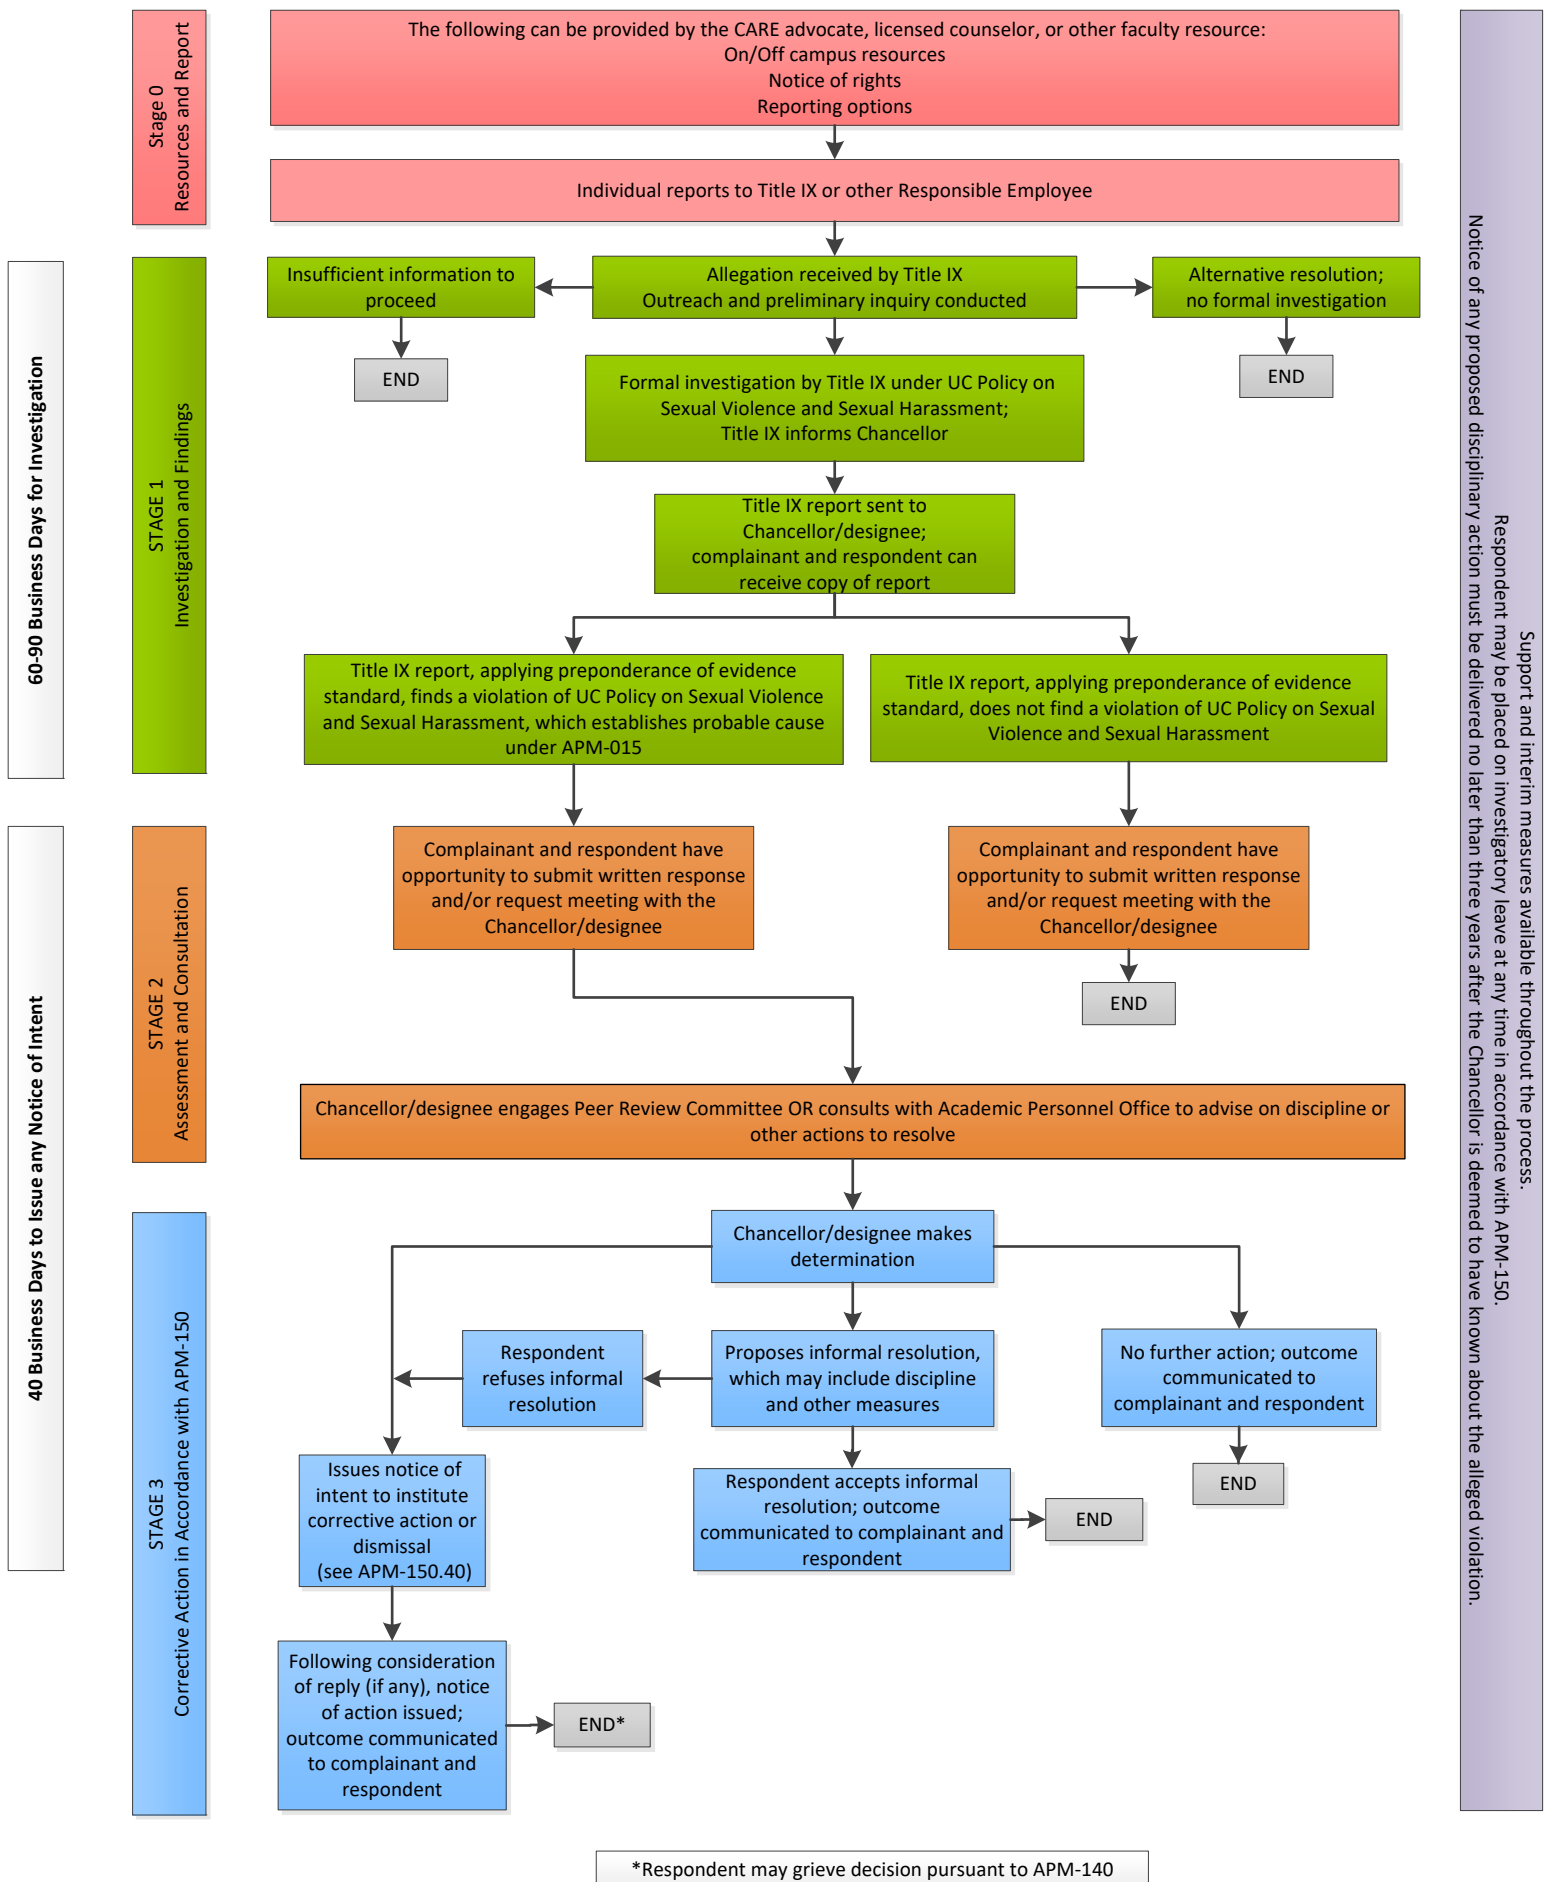 Stage 0
Resources and Report
The following can be provided by the CARE advocate, licensed counselor, or other faculty resource:
On/Off campus resources
Notice of rights
Reporting options
Individual reports to Title IX or other Responsible Employee
60-90 Business Days for Investigation
STAGE 1
Investigation and Findings
Insufficient information to
proceed
Allegation received by Title IX
Outreach and preliminary inquiry conducted
Alternative resolution;
no formal investigation
END
END
Formal investigation by Title IX under UC Policy on
Sexual Violence and Sexual Harassment;
Title IX informs Chancellor
Title IX report sent to
Chancellor/designee;
complainant and respondent can
receive copy of report
Title IX report, applying preponderance of evidence
standard, finds a violation of UC Policy on Sexual Violence
and Sexual Harassment, which establishes probable cause
under APM-015
Title IX report, applying preponderance of evidence
standard, does not find a violation of UC Policy on Sexual
Violence and Sexual Harassment
40 Business Days to Issue any Notice of Intent
STAGE 2
Assessment and Consultation
Complainant and respondent have
opportunity to submit written response
and/or request meeting with the
Chancellor/designee
Complainant and respondent have
opportunity to submit written response
and/or request meeting with the
Chancellor/designee
END
Chancellor/designee engages Peer Review Committee OR consults with Academic Personnel Office to advise on discipline or
other actions to resolve
STAGE 3
Corrective Action in Accordance with APM-150
Chancellor/designee makes
determination
Respondent
refuses informal
resolution
Proposes informal resolution,
which may include discipline
and other measures
No further action; outcome
communicated to
complainant and respondent
END
Issues notice of
intent to institute
corrective action or
dismissal
(see APM-150.40)
Respondent accepts informal
resolution; outcome
communicated to complainant and
respondent
END
Following consideration
of reply (if any), notice
of action issued;
outcome communicated
to complainant and
respondent
END*
Support and interim measures available throughout the process.
Respondent may be placed on investigatory leave at any time in accordance with APM-150.
Notice of any proposed disciplinary action must be delivered no later than three years after the Chancellor is deemed to have known about the alleged violation.
*Respondent may grieve decision pursuant to APM-140